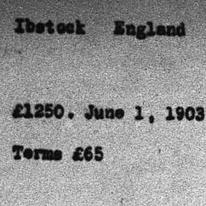 Ibstock England
£1250. June 1, 1903
Terms £65